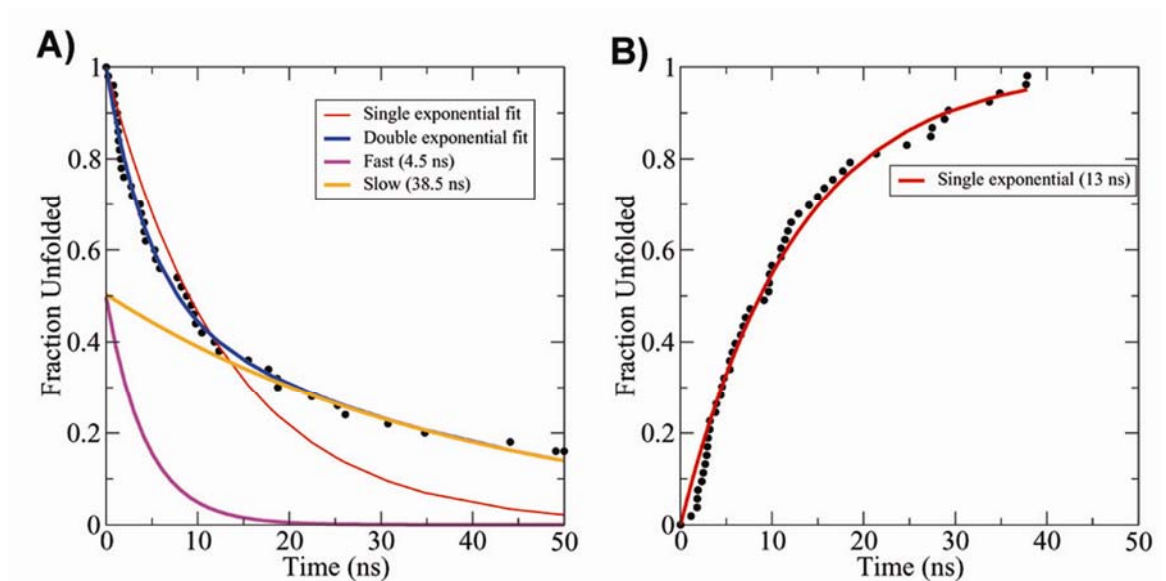 A)
Fraction Unfolded
1
0.8
0.6
0.4
0.2
0
Single exponential fit
Double exponential fit
Fast (4.5 ns)
Slow (38.5 ns)
0 10 20 30 40 50
Time (ns)
B)
Fraction Unfolded
1
0.8
0.6
0.4
0.2
0
Single exponential (13 ns)
0 10 20 30 40 50
Time (ns)